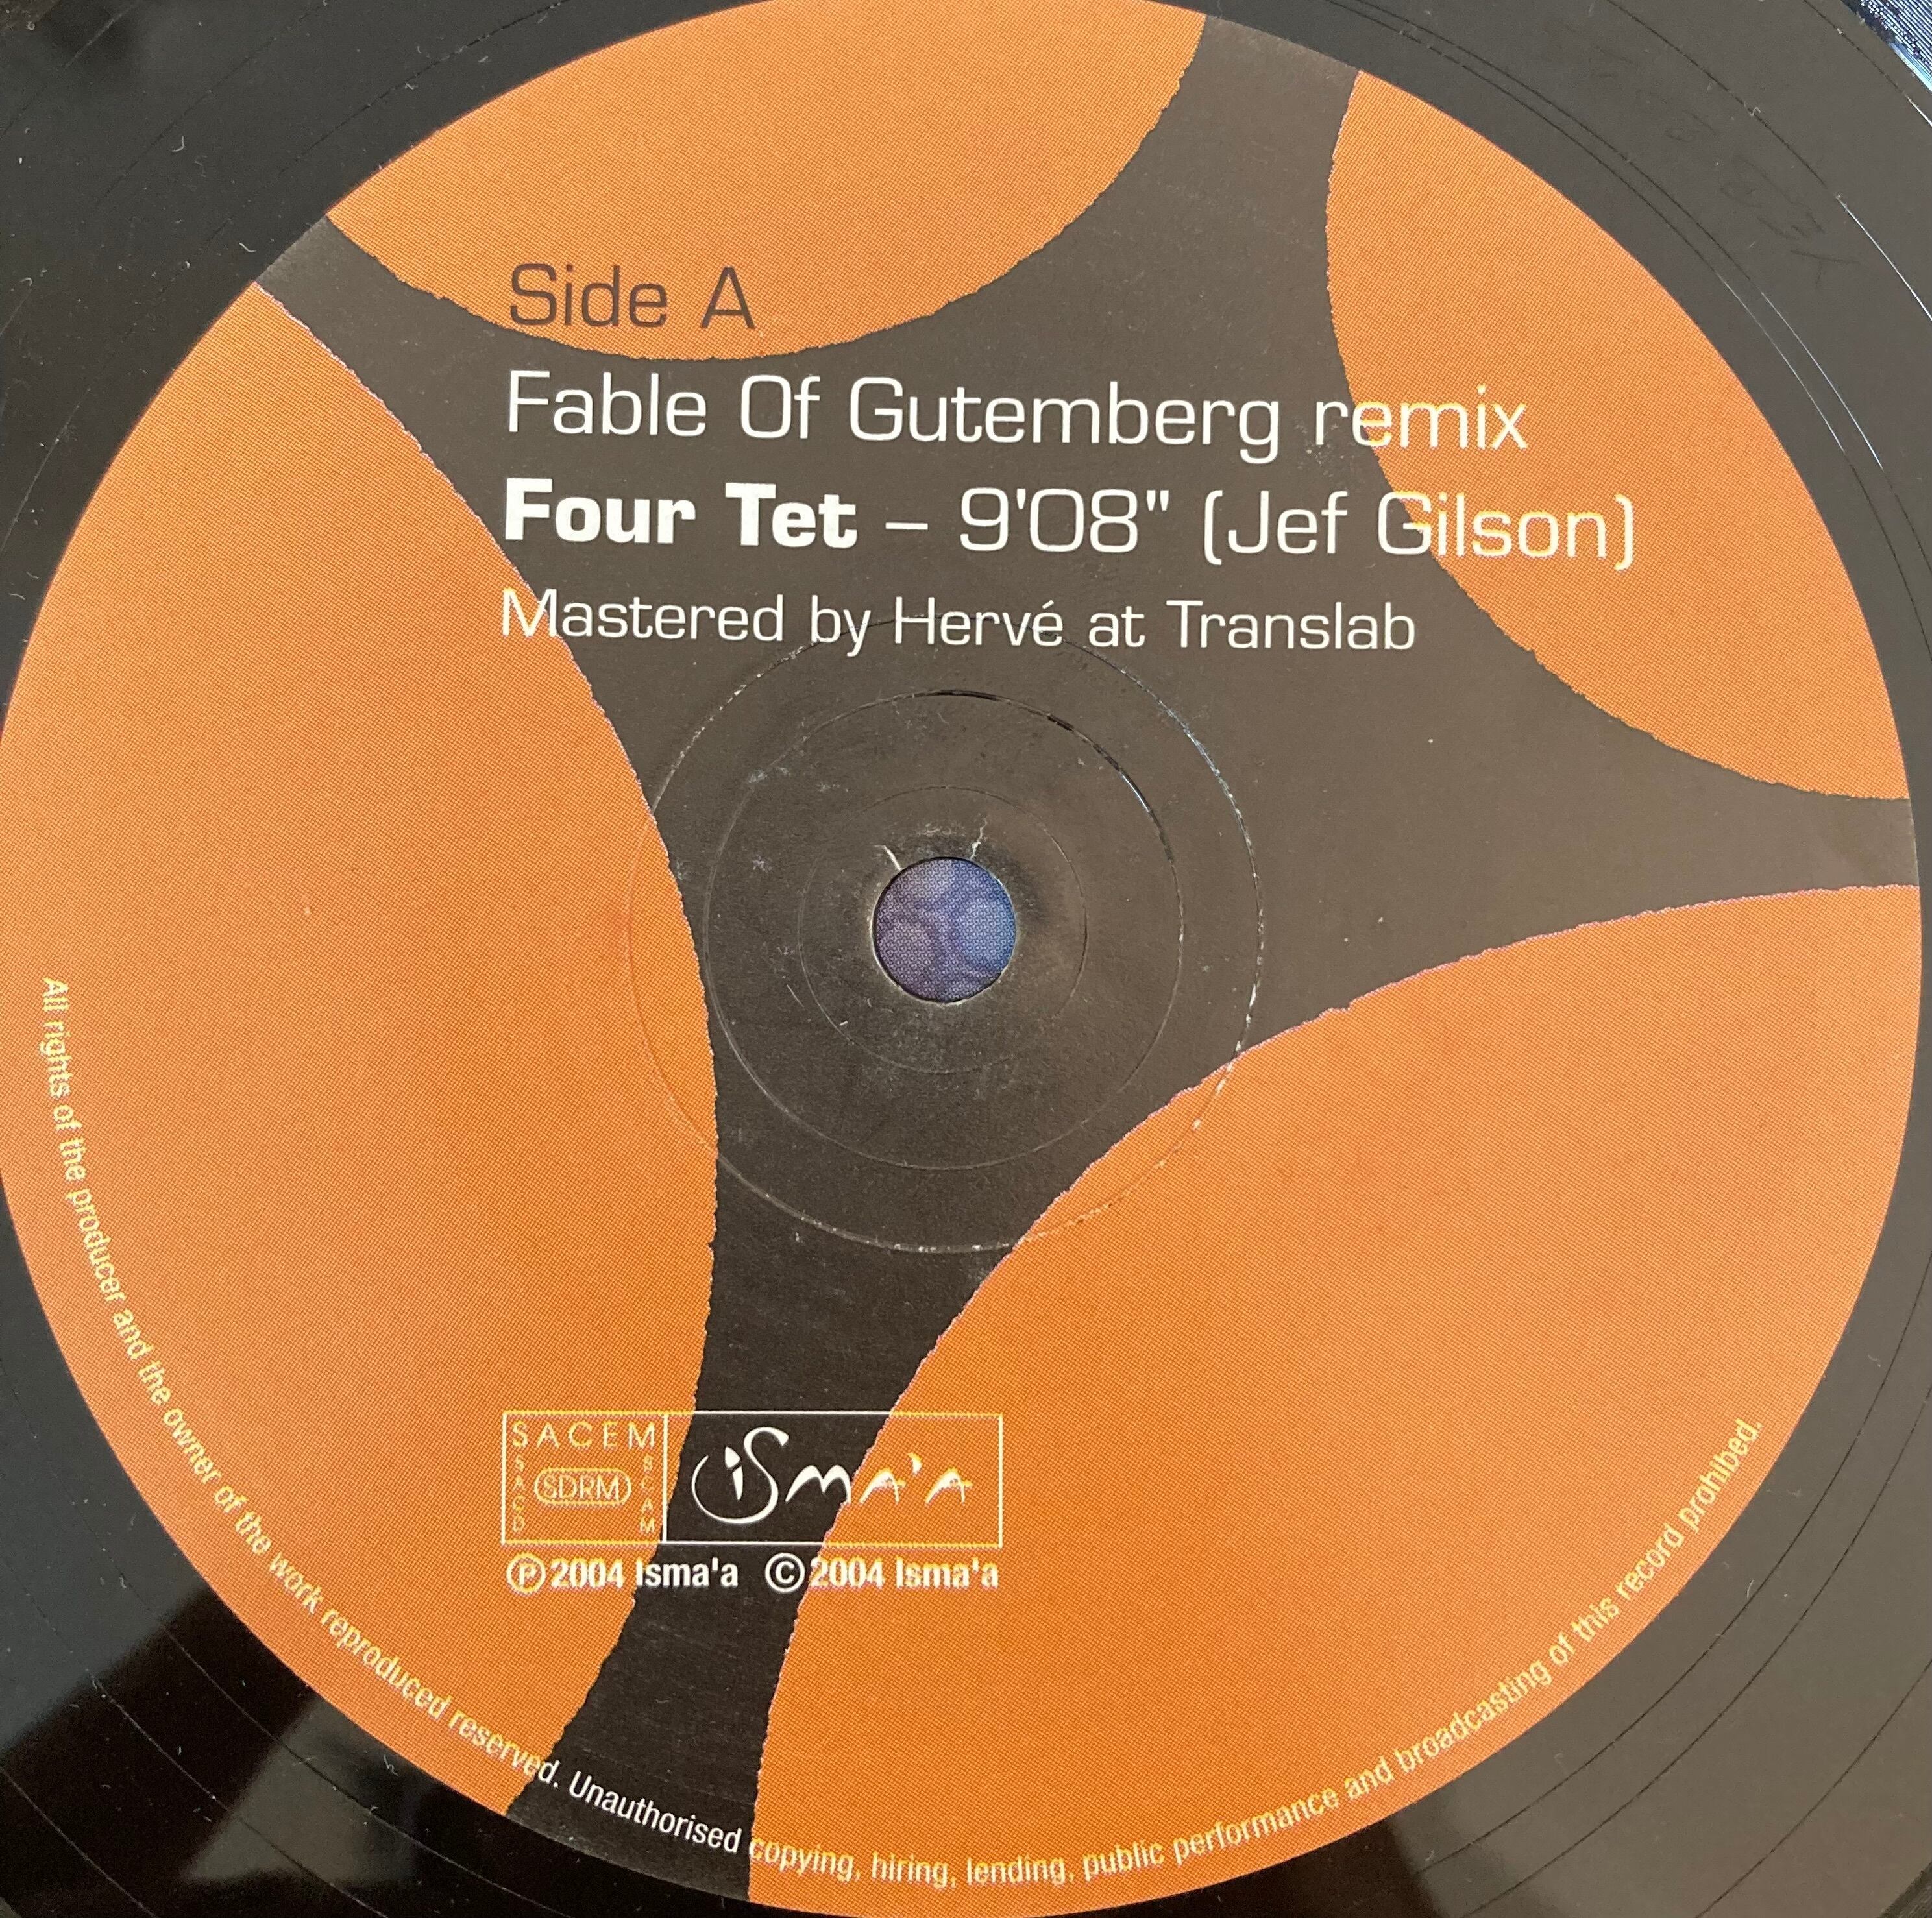 Side A
Fable Of Gutemberg remix
Four Tet – 9'08" (Jef Gilson)
Mastered by Hervé at Translab
SACEM
SACD
SDRM
SCAM
iSMA'A
℗2004 Isma'a ©2004 Isma'a
All rights of the producer and the owner of the work reproduced reserved. Unauthorised copying, hiring, lending, public performance and broadcasting of this record prohibed.